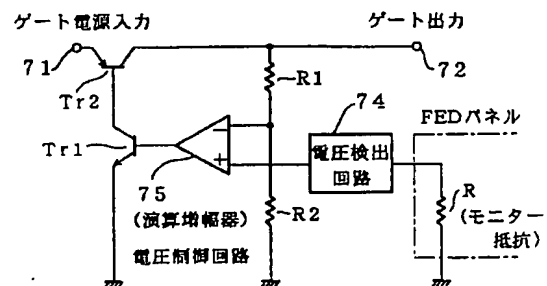 ゲート電源入力
ゲート出力
71
72
Tr2
R1
74
FEDパネル
Tr1
−
+
電圧検出
回路
75
(演算増幅器)
電圧制御回路
R2
R
(モニター
抵抗)